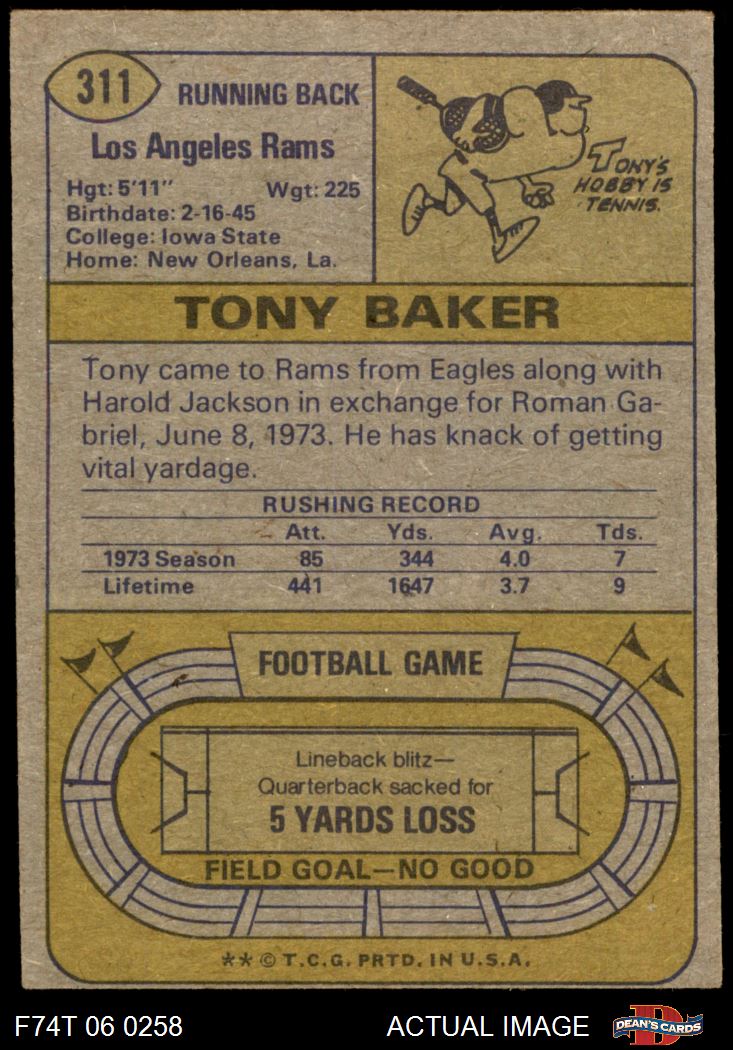 311
RUNNING BACK
Los Angeles Rams
Hgt: 5'11" Wgt: 225
Birthdate: 2-16-45
College: Iowa State
Home: New Orleans, La.
TONY'S
HOBBY IS
TENNIS.
TONY BAKER
Tony came to Rams from Eagles along with
Harold Jackson in exchange for Roman Ga-
briel, June 8, 1973. He has knack of getting
vital yardage.
RUSHING RECORD
Att. Yds. Avg. Tds.
1973 Season 85 344 4.0 7
Lifetime 441 1647 3.7 9
FOOTBALL GAME
Lineback blitz—
Quarterback sacked for
5 YARDS LOSS
FIELD GOAL—NO GOOD
** © T.C.G. PRTD. IN U.S.A.
F74T 06 0258 ACTUAL IMAGE
D
DEAN'S CARDS